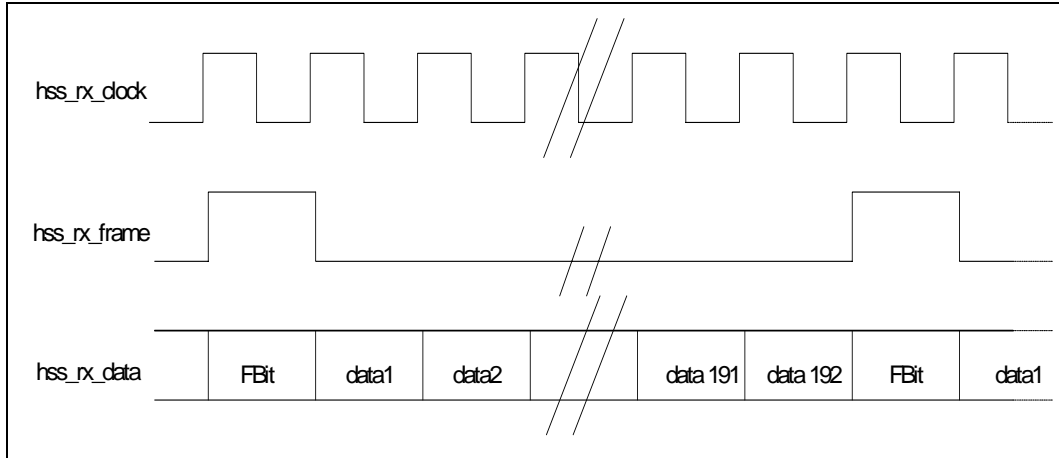 hss_rx_clock
hss_rx_frame
hss_rx_data FBit data1 data2 data 191 data 192 FBit data1